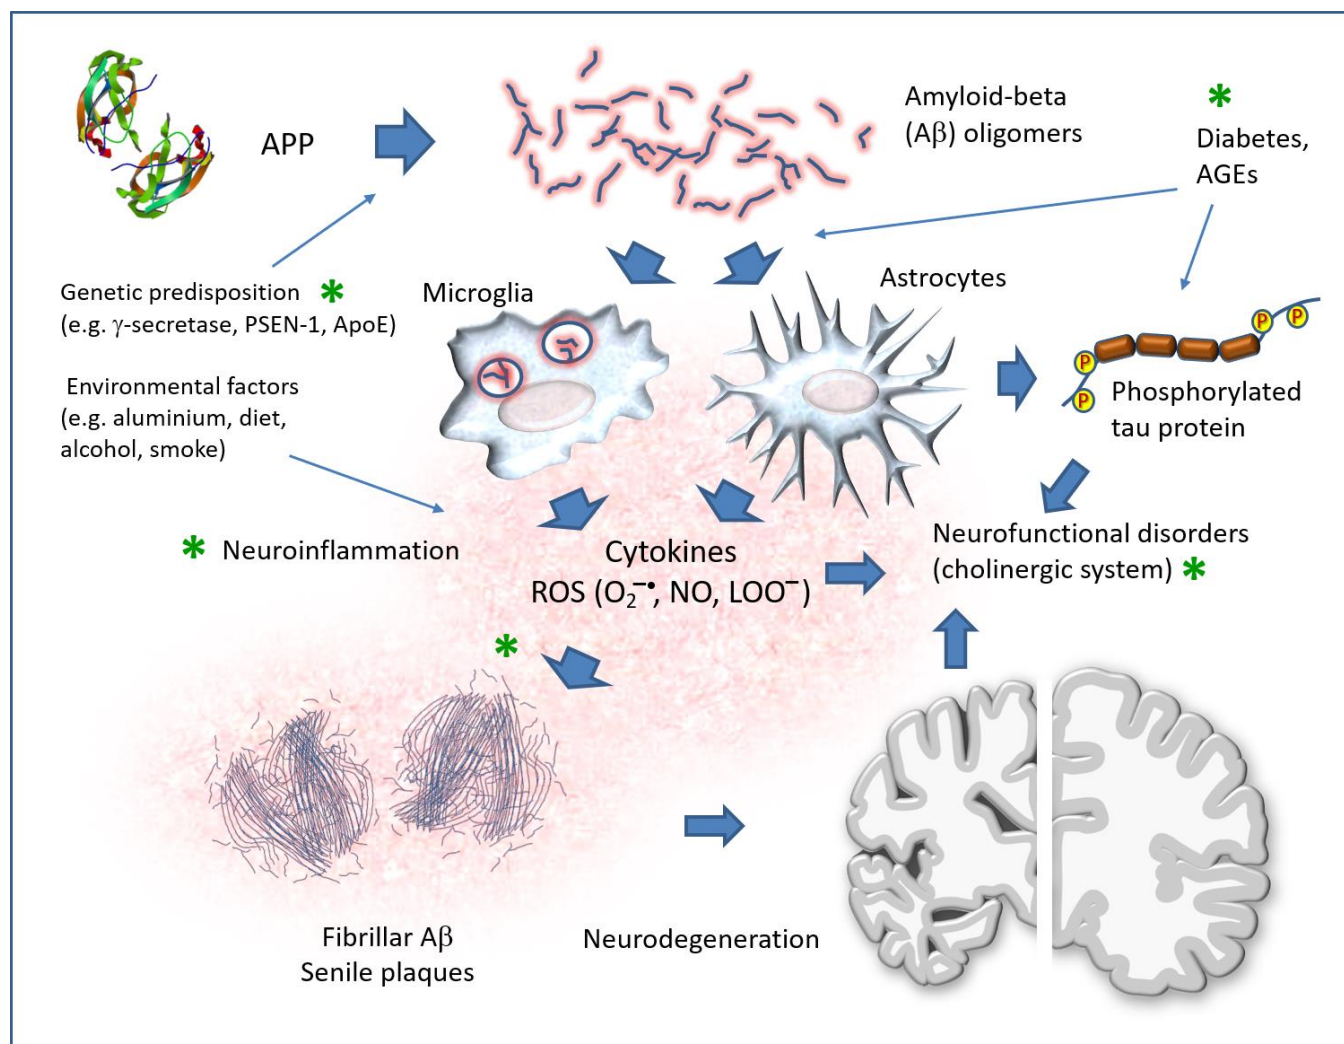 APP
Amyloid-beta
(Aβ) oligomers
*
Diabetes,
AGEs
Genetic predisposition *
(e.g. γ-secretase, PSEN-1, ApoE)
Microglia
Astrocytes
P
P
P
P
Phosphorylated
tau protein
Environmental factors
(e.g. aluminium, diet,
alcohol, smoke)
* Neuroinflammation
Cytokines
ROS (O₂⁻•, NO, LOO⁻)
Neurofunctional disorders
(cholinergic system) *
*
Fibrillar Aβ
Senile plaques
Neurodegeneration